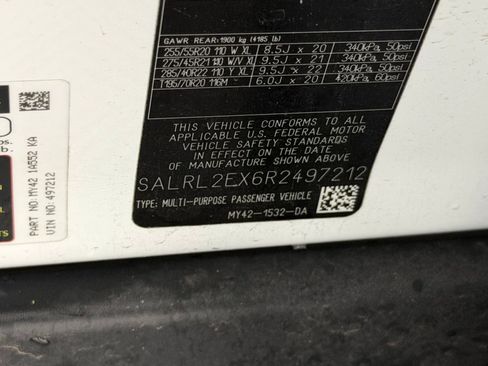 GAWR REAR: 1900 kg (4185 lb)
255/55R20 110 W XL 8.5J x 20 340kPa, 50psi
275/45R21 110 W/V XL 9.5J x 21 340kPa, 50psi
285/40R22 110 Y XL 9.5J x 22 340kPa, 50psi
T195/70R20 116M 6.0J x 20 420kPa, 60psi
THIS VEHICLE CONFORMS TO ALL
APPLICABLE U.S. FEDERAL MOTOR
VEHICLE SAFETY STANDARDS
IN EFFECT ON THE DATE
OF MANUFACTURE SHOWN ABOVE
SALRL2EX6R2497212
TYPE: MULTI-PURPOSE PASSENGER VEHICLE
MY42-1532-DA
PART NO: MY42 1A552 KA
VIN NO: 497212
lbs.
lb.